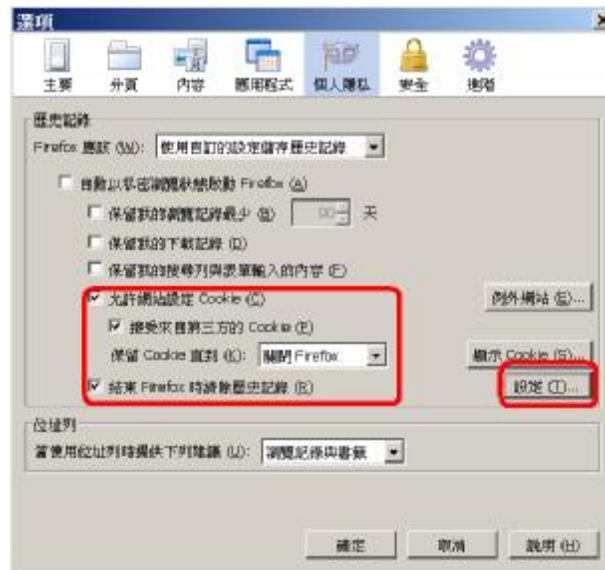 選項
主要 分頁 內容 應用程式 個人隱私 安全 進階
歷史記錄
Firefox 應該 (W): 使用自訂的設定儲存歷史記錄
自動以私密瀏覽狀態啟動 Firefox (A)
保留我的瀏覽記錄最少 (B) 90 天
保留我的下載記錄 (D)
保留我的搜尋列與表單輸入的內容 (F)
允許網站設定 Cookie (C) 例外網站 (E)...
接受來自第三方的 Cookie (P)
保留 Cookie 直到 (K): 關閉 Firefox 顯示 Cookie (S)...
結束 Firefox 時清除歷史記錄 (R) 設定 (T)...
位址列
當使用位址列時提供下列建議 (U): 瀏覽記錄與書籤
確定 取消 說明 (H)